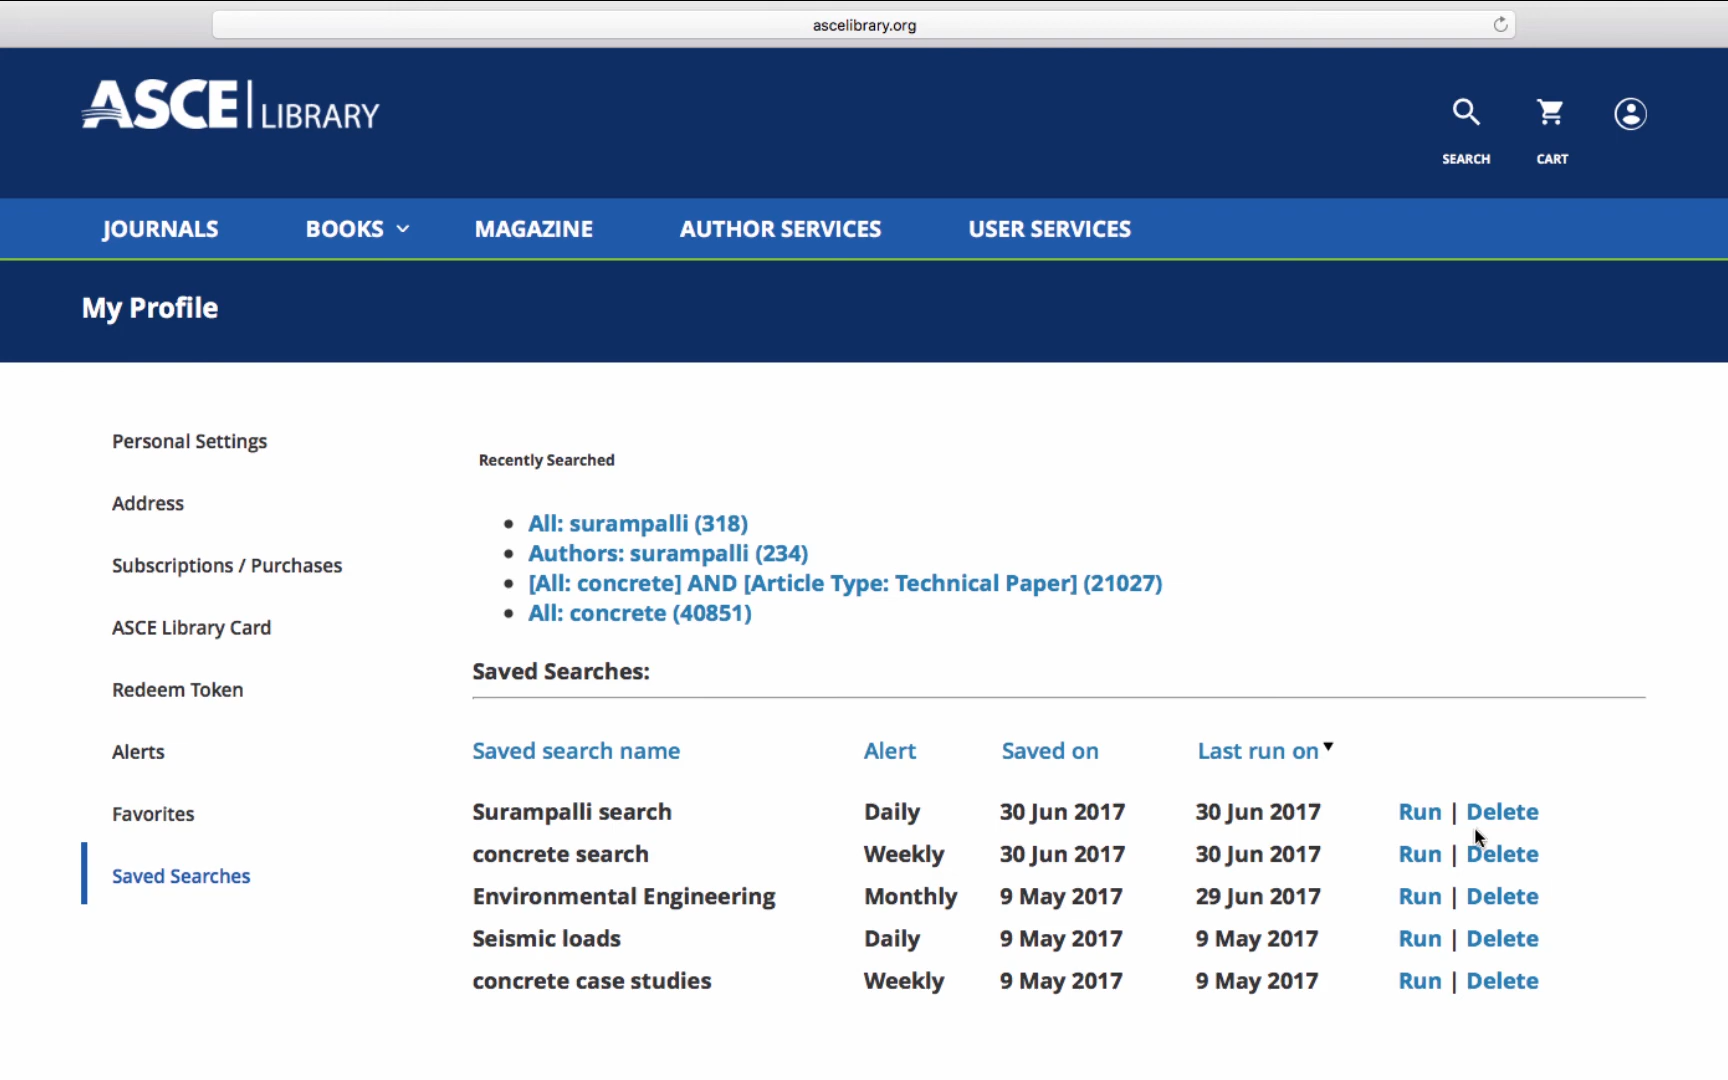 ascelibrary.org
ASCE LIBRARY
SEARCH CART
JOURNALS BOOKS MAGAZINE AUTHOR SERVICES USER SERVICES
My Profile
Personal Settings
Address
Subscriptions / Purchases
ASCE Library Card
Redeem Token
Alerts
Favorites
Saved Searches
Recently Searched
All: surampalli (318)
Authors: surampalli (234)
[All: concrete] AND [Article Type: Technical Paper] (21027)
All: concrete (40851)
Saved Searches:
Saved search name Alert Saved on Last run on
Surampalli search Daily 30 Jun 2017 30 Jun 2017 Run | Delete
concrete search Weekly 30 Jun 2017 30 Jun 2017 Run | Delete
Environmental Engineering Monthly 9 May 2017 29 Jun 2017 Run | Delete
Seismic loads Daily 9 May 2017 9 May 2017 Run | Delete
concrete case studies Weekly 9 May 2017 9 May 2017 Run | Delete